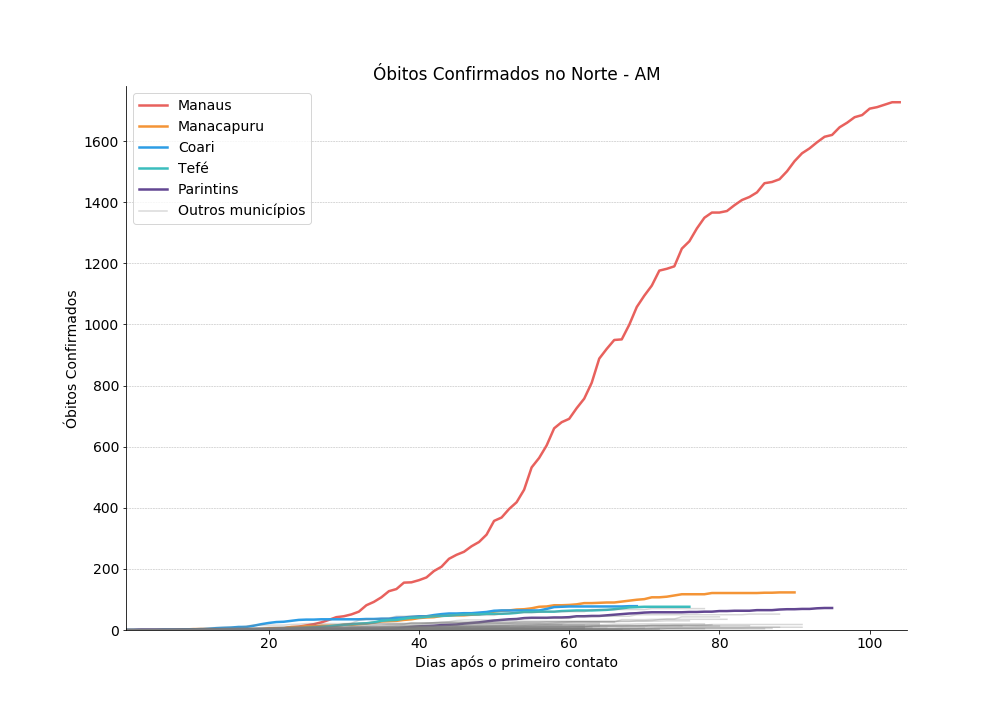 Óbitos Confirmados no Norte - AM
Manaus
Manacapuru
Coari
Tefé
Parintins
Outros municípios
1600
1400
1200
1000
800
600
400
200
0
Óbitos Confirmados
20
40
60
80
100
Dias após o primeiro contato